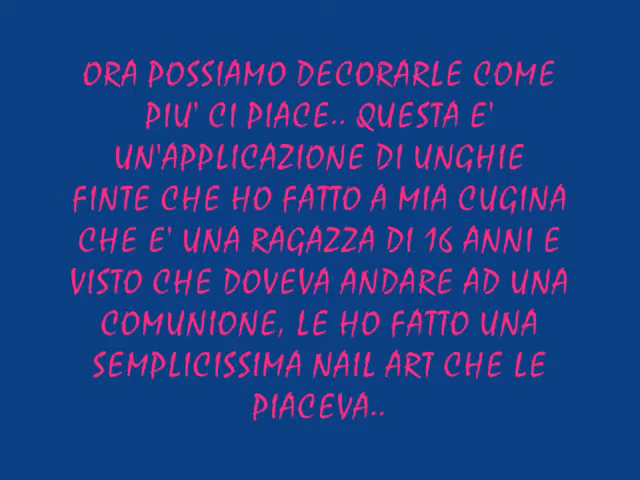 ORA POSSIAMO DECORARLE COME
PIU' CI PIACE.. QUESTA E'
UN'APPLICAZIONE DI UNGHIE
FINTE CHE HO FATTO A MIA CUGINA
CHE E' UNA RAGAZZA DI 16 ANNI E
VISTO CHE DOVEVA ANDARE AD UNA
COMUNIONE, LE HO FATTO UNA
SEMPLICISSIMA NAIL ART CHE LE
PIACEVA..